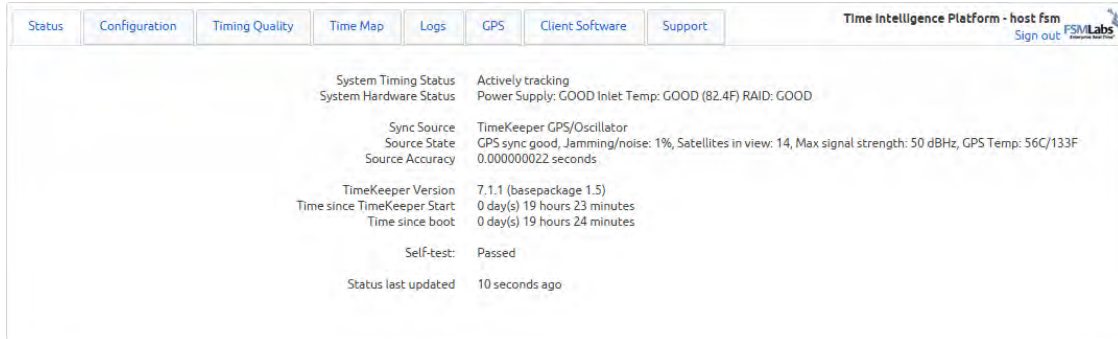 Status Configuration Timing Quality Time Map Logs GPS Client Software Support
Time Intelligence Platform - host fsm
Sign out FSMLabs
System Timing Status Actively tracking
System Hardware Status Power Supply: GOOD Inlet Temp: GOOD (82.4F) RAID: GOOD
Sync Source TimeKeeper GPS/Oscillator
Source State GPS sync good, Jamming/noise: 1%, Satellites in view: 14, Max signal strength: 50 dBHz, GPS Temp: 56C/133F
Source Accuracy 0.000000022 seconds
TimeKeeper Version 7.1.1 (basepackage 1.5)
Time since TimeKeeper Start 0 day(s) 19 hours 23 minutes
Time since boot 0 day(s) 19 hours 24 minutes
Self-test: Passed
Status last updated 10 seconds ago